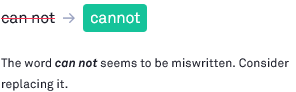 can not → cannot
The word can not seems to be miswritten. Consider
replacing it.